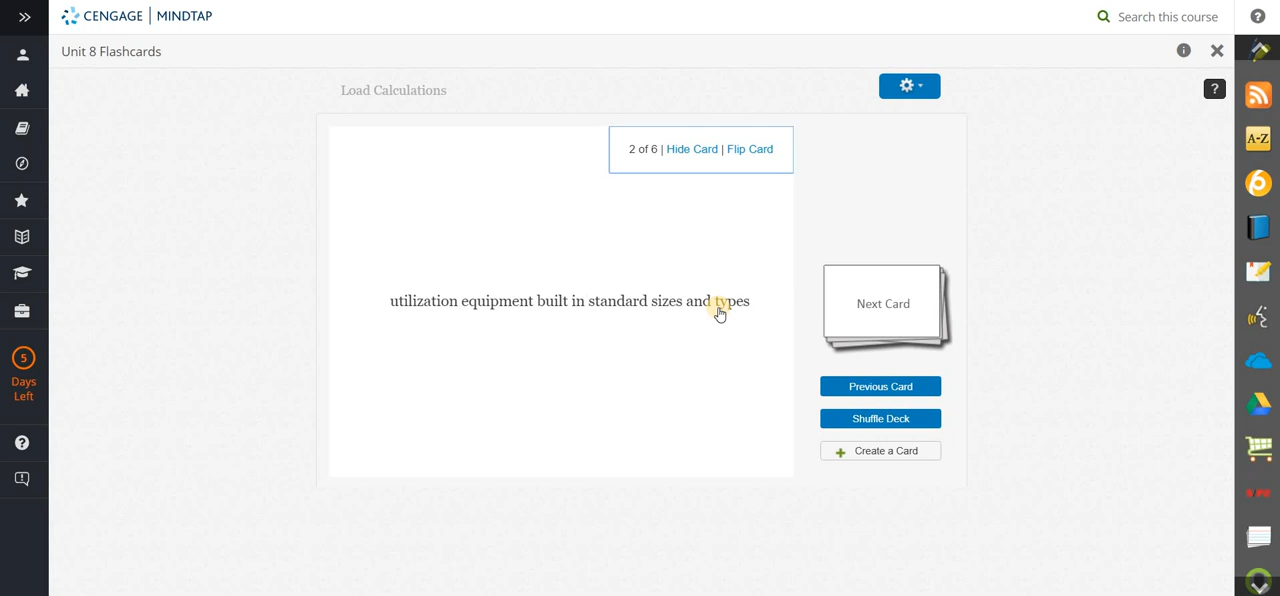 CENGAGE | MINDTAP
Search this course
?
Unit 8 Flashcards
Load Calculations
?
2 of 6 | Hide Card | Flip Card
utilization equipment built in standard sizes and types
Next Card
Previous Card
Shuffle Deck
Create a Card
5
Days
Left
?
A-Z